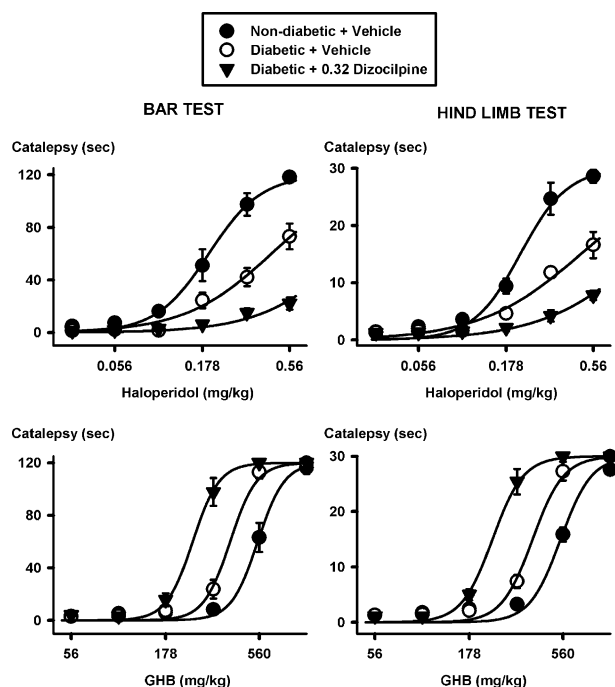 Non-diabetic + Vehicle
Diabetic + Vehicle
Diabetic + 0.32 Dizocilpine
BAR TEST
HIND LIMB TEST
Catalepsy (sec)
120
80
40
0
0.056 0.178 0.56
Haloperidol (mg/kg)
Catalepsy (sec)
30
20
10
0
0.056 0.178 0.56
Haloperidol (mg/kg)
Catalepsy (sec)
120
80
40
0
56 178 560
GHB (mg/kg)
Catalepsy (sec)
30
20
10
0
56 178 560
GHB (mg/kg)